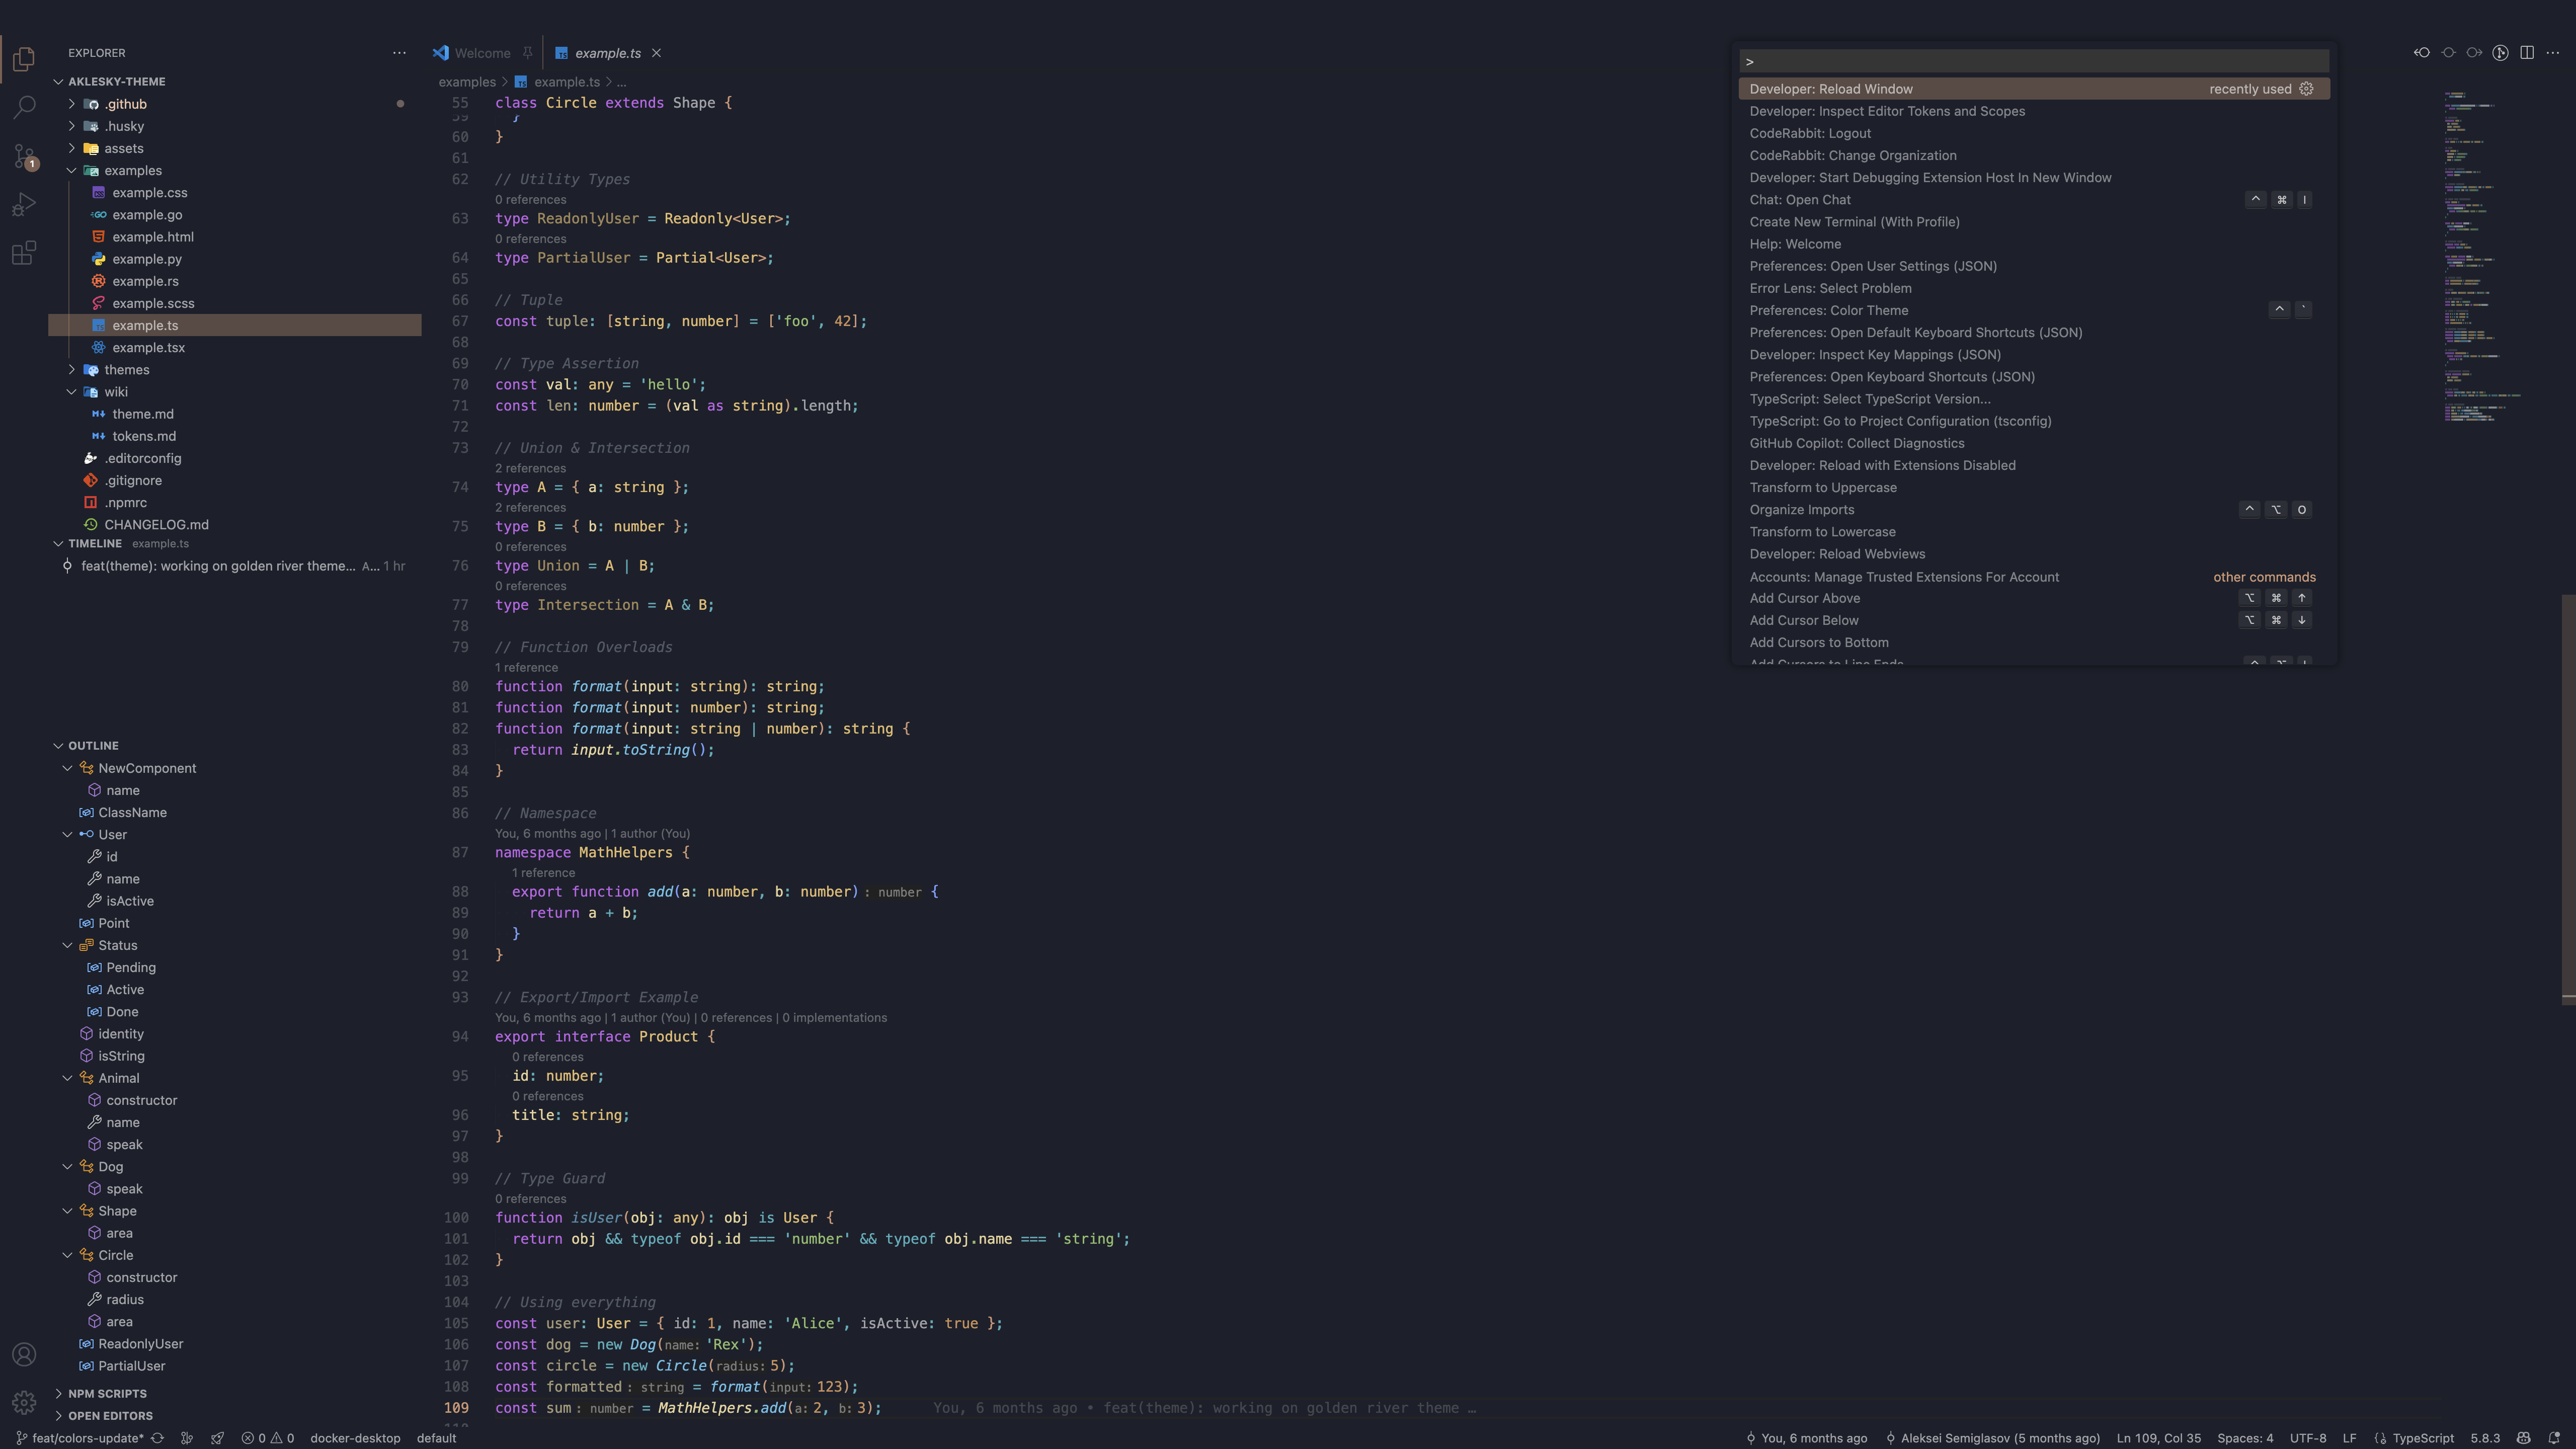 EXPLORER
AKLESKY-THEME
.github
.husky
assets
examples
example.css
example.go
example.html
example.py
example.rs
example.scss
example.ts
example.tsx
themes
wiki
theme.md
tokens.md
.editorconfig
.gitignore
.npmrc
CHANGELOG.md
TIMELINE example.ts
feat(theme): working on golden river theme... A... 1 hr
OUTLINE
NewComponent
name
ClassName
User
id
name
isActive
Point
Status
Pending
Active
Done
identity
isString
Animal
constructor
name
speak
Dog
speak
Shape
area
Circle
constructor
radius
area
ReadonlyUser
PartialUser
NPM SCRIPTS
OPEN EDITORS
1
Welcome
example.ts
examples > example.ts > ...
55 class Circle extends Shape {
59 }
60 }
61
62 // Utility Types
0 references
63 type ReadonlyUser = Readonly<User>;
0 references
64 type PartialUser = Partial<User>;
65
66 // Tuple
67 const tuple: [string, number] = ['foo', 42];
68
69 // Type Assertion
70 const val: any = 'hello';
71 const len: number = (val as string).length;
72
73 // Union & Intersection
2 references
74 type A = { a: string };
2 references
75 type B = { b: number };
0 references
76 type Union = A | B;
0 references
77 type Intersection = A & B;
78
79 // Function Overloads
1 reference
80 function format(input: string): string;
81 function format(input: number): string;
82 function format(input: string | number): string {
83 return input.toString();
84 }
85
86 // Namespace
You, 6 months ago | 1 author (You)
87 namespace MathHelpers {
1 reference
88 export function add(a: number, b: number) : number {
89 return a + b;
90 }
91 }
92
93 // Export/Import Example
You, 6 months ago | 1 author (You) | 0 references | 0 implementations
94 export interface Product {
0 references
95 id: number;
0 references
96 title: string;
97 }
98
99 // Type Guard
0 references
100 function isUser(obj: any): obj is User {
101 return obj && typeof obj.id === 'number' && typeof obj.name === 'string';
102 }
103
104 // Using everything
105 const user: User = { id: 1, name: 'Alice', isActive: true };
106 const dog = new Dog(name: 'Rex');
107 const circle = new Circle(radius: 5);
108 const formatted : string = format(input: 123);
109 const sum : number = MathHelpers.add(a: 2, b: 3); You, 6 months ago • feat(theme): working on golden river theme …
>
Developer: Reload Window recently used
Developer: Inspect Editor Tokens and Scopes
CodeRabbit: Logout
CodeRabbit: Change Organization
Developer: Start Debugging Extension Host In New Window
Chat: Open Chat ⌃ ⌘ I
Create New Terminal (With Profile)
Help: Welcome
Preferences: Open User Settings (JSON)
Error Lens: Select Problem
Preferences: Color Theme ⌃ `
Preferences: Open Default Keyboard Shortcuts (JSON)
Developer: Inspect Key Mappings (JSON)
Preferences: Open Keyboard Shortcuts (JSON)
TypeScript: Select TypeScript Version...
TypeScript: Go to Project Configuration (tsconfig)
GitHub Copilot: Collect Diagnostics
Developer: Reload with Extensions Disabled
Transform to Uppercase
Organize Imports ⌃ ⌥ O
Transform to Lowercase
Developer: Reload Webviews
Accounts: Manage Trusted Extensions For Account other commands
Add Cursor Above ⌥ ⌘ ↑
Add Cursor Below ⌥ ⌘ ↓
Add Cursors to Bottom
Add Cursors to Line Ends
feat/colors-update* 0 0 docker-desktop default
You, 6 months ago Aleksei Semiglasov (5 months ago) Ln 109, Col 35 Spaces: 4 UTF-8 LF {} TypeScript 5.8.3